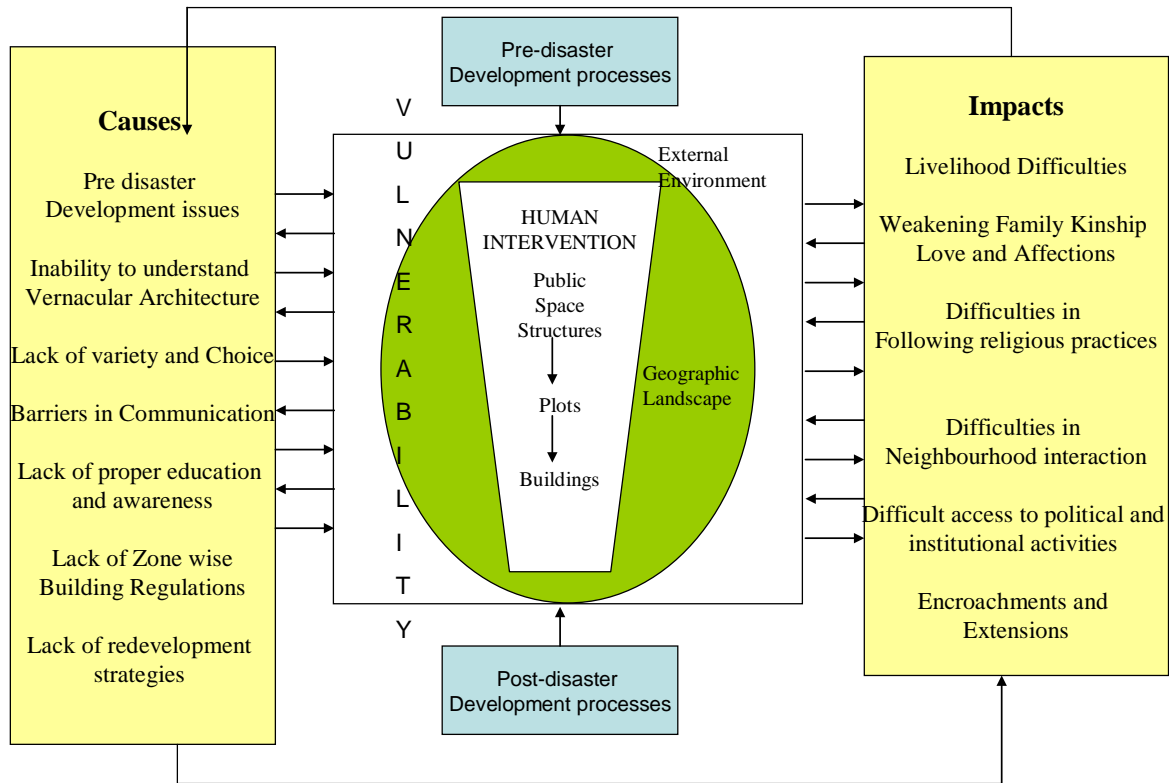 Pre-disaster
Development processes
Causes
Pre disaster
Development issues
Inability to understand
Vernacular Architecture
Lack of variety and Choice
Barriers in Communication
Lack of proper education
and awareness
Lack of Zone wise
Building Regulations
Lack of redevelopment
strategies
VULNERABILITY
External
Environment
HUMAN
INTERVENTION
Public
Space
Structures
Plots
Buildings
Geographic
Landscape
Post-disaster
Development processes
Impacts
Livelihood Difficulties
Weakening Family Kinship
Love and Affections
Difficulties in
Following religious practices
Difficulties in
Neighbourhood interaction
Difficult access to political and
institutional activities
Encroachments and
Extensions